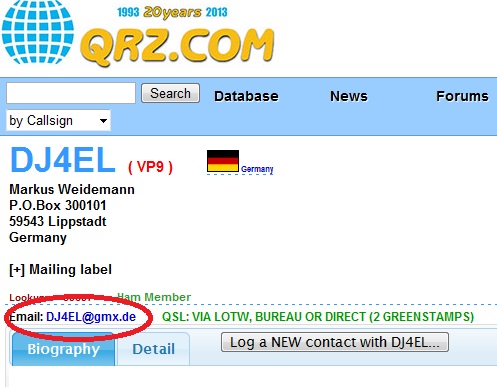 1993 20years 2013
QRZ.COM
Search
Database
News
Forums
by Callsign
DJ4EL ( VP9 )
Germany
Markus Weidemann
P.O.Box 300101
59543 Lippstadt
Germany
[+] Mailing label
Ham Member
Email: DJ4EL@gmx.de QSL: VIA LOTW, BUREAU OR DIRECT (2 GREENSTAMPS)
Biography
Detail
Log a NEW contact with DJ4EL...